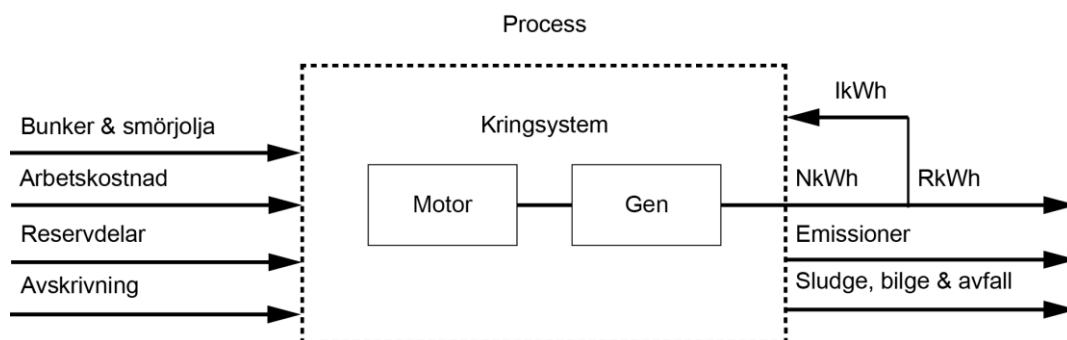 Process
IkWh
Bunker & smörjolja
Kringsystem
Arbetskostnad
NkWh
RkWh
Motor
Gen
Reservdelar
Emissioner
Avskrivning
Sludge, bilge & avfall